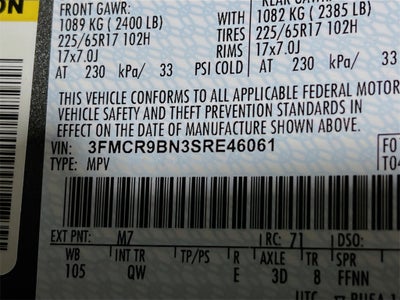 ON
FRONT GAWR:
1089 KG ( 2400 LB)
225/65R17 102H
17x7.0J
AT 230 kPa/ 33 PSI COLD
WITH
TIRES
RIMS
REAR GAWR:
1082 KG ( 2385 LB)
225/65R17 102H
17x7.0J
AT 230 kPa/ 33
THIS VEHICLE CONFORMS TO ALL APPLICABLE FEDERAL MOTOR
VEHICLE SAFETY AND THEFT PREVENTION STANDARDS IN
EFFECT ON THE DATE OF MANUFACTURE SHOWN ABOVE.
VIN: 3FMCR9BN3SRE46061
TYPE: MPV
F0
T04
EXT PNT: M7 RC: 71 DSO:
WB INT TR TP/PS R AXLE TR SPR
105 QW E 3D 8 FFNN
UTC